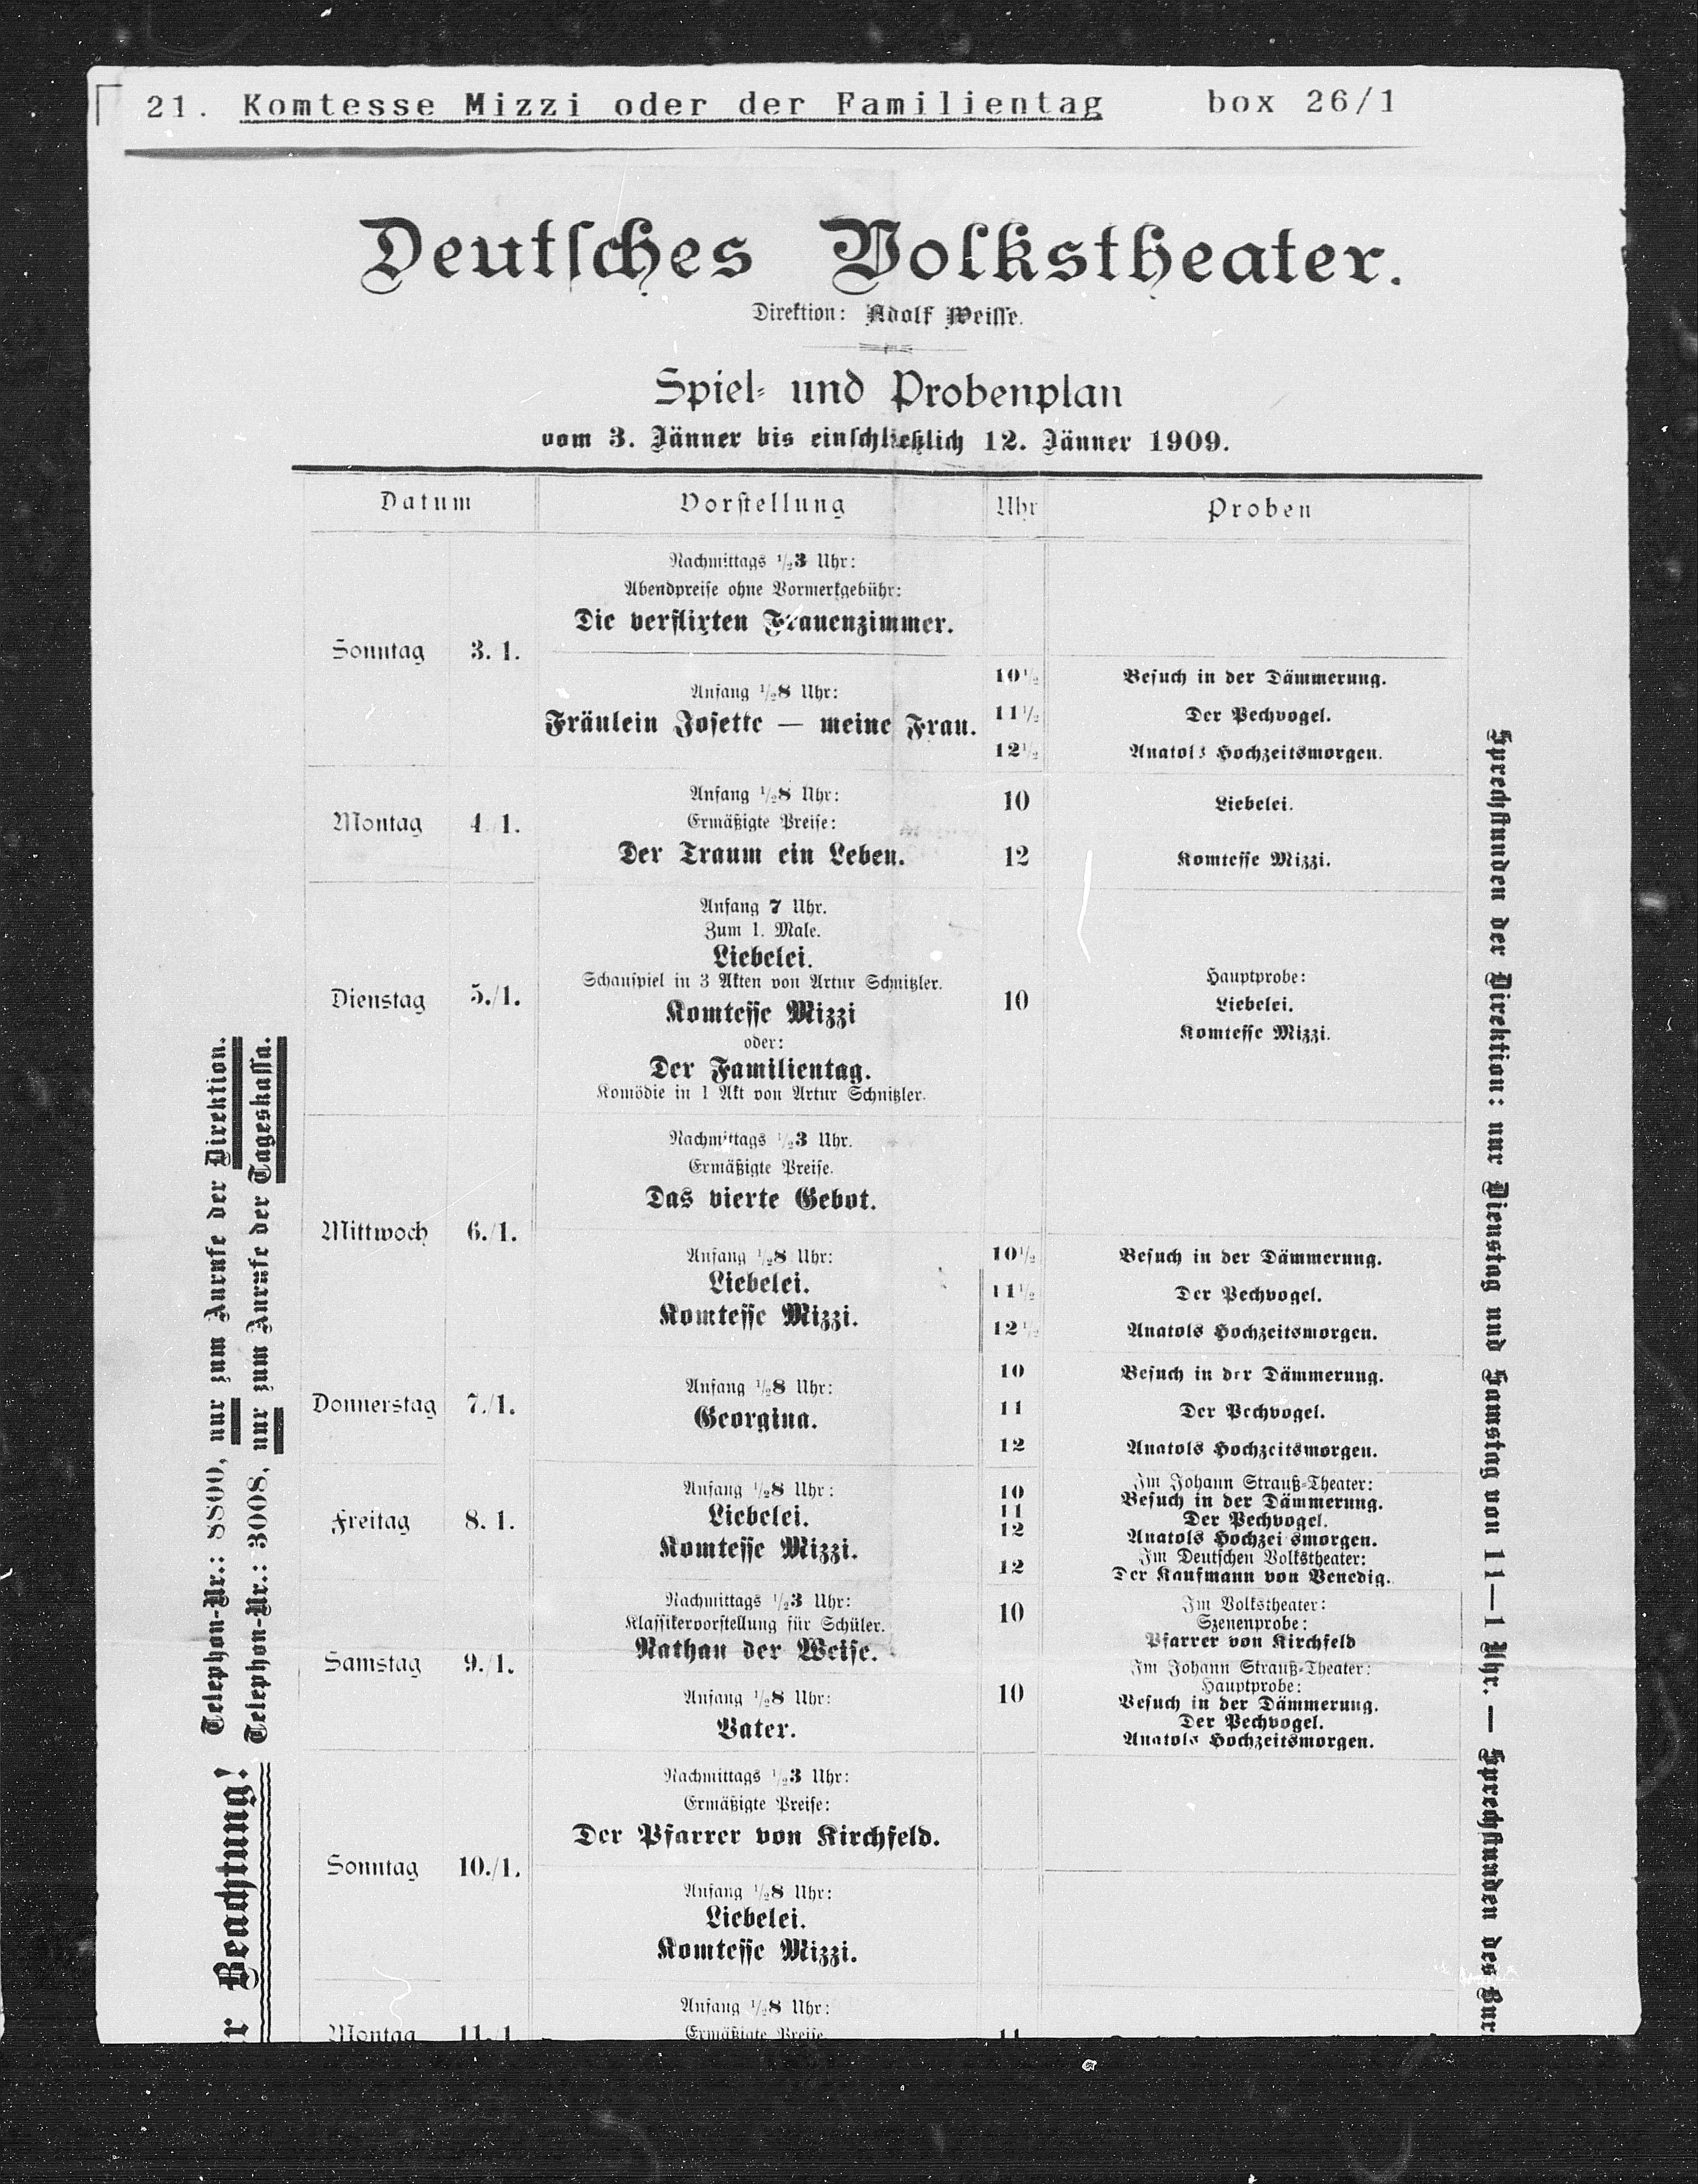 21. Komtesse Mizzi oder der Familientag box 26/1
Deutsches Volkstheater.
Direktion: Adolf Weisse.
Spiel- und Probenplan
vom 3. Jänner bis einschließlich 12. Jänner 1909.
Datum Vorstellung Uhr Proben
Nachmittags 1/2 3 Uhr:
Abendpreise ohne Vormerkgebühr:
Die verflixten Frauenzimmer.
Sonntag 3. 1.
Anfang 1/2 8 Uhr:
Fräulein Josette — meine Frau.
10 1/2 Besuch in der Dämmerung.
11 1/2 Der Pechvogel.
12 1/2 Anatols Hochzeitsmorgen.
Montag 4. 1.
Anfang 1/2 8 Uhr:
Ermäßigte Preise:
Der Traum ein Leben.
10 Liebelei.
12 Komtesse Mizzi.
Dienstag 5./1.
Anfang 7 Uhr.
Zum 1. Male.
Liebelei.
Schauspiel in 3 Akten von Artur Schnitzler.
Komtesse Mizzi
oder:
Der Familientag.
Komödie in 1 Akt von Artur Schnitzler.
10 Hauptprobe:
Liebelei.
Komtesse Mizzi.
Mittwoch 6./1.
Nachmittags 1/2 3 Uhr.
Ermäßigte Preise.
Das vierte Gebot.
Anfang 1/2 8 Uhr:
Liebelei.
Komtesse Mizzi.
10 1/2 Besuch in der Dämmerung.
11 1/2 Der Pechvogel.
12 1/2 Anatols Hochzeitsmorgen.
Donnerstag 7./1.
Anfang 1/2 8 Uhr:
Georgina.
10 Besuch in der Dämmerung.
11 Der Pechvogel.
12 Anatols Hochzeitsmorgen.
Freitag 8. 1.
Anfang 1/2 8 Uhr:
Liebelei.
Komtesse Mizzi.
Im Johann Strauß-Theater:
10 Besuch in der Dämmerung.
11 Der Pechvogel.
12 Anatols Hochzei smorgen.
Im Deutschen Volkstheater:
12 Der Kaufmann von Venedig.
Samstag 9./1.
Nachmittags 1/2 3 Uhr:
Klassikervorstellung für Schüler.
Nathan der Weise.
Anfang 1/2 8 Uhr:
Vater.
10 Im Volkstheater:
Szenenprobe:
Pfarrer von Kirchfeld
Im Johann Strauß-Theater:
10 Hauptprobe:
Besuch in der Dämmerung.
Der Pechvogel.
Anatols Hochzeitsmorgen.
Sonntag 10./1.
Nachmittags 1/2 3 Uhr:
Ermäßigte Preise:
Der Pfarrer von Kirchfeld.
Anfang 1/2 8 Uhr:
Liebelei.
Komtesse Mizzi.
Montag 11. 1.
Anfang 1/2 8 Uhr:
Ermäßigte Preise
11
r Beachtung!
Telephon-Nr.: 8800, nur zum Anrufe der Direktion.
Telephon-Nr.: 3008, nur zum Anrufe der Tageskassa.
Sprechstunden der Direktion: nur Dienstag und Samstag von 11—1 Uhr. — Sprechstunden des